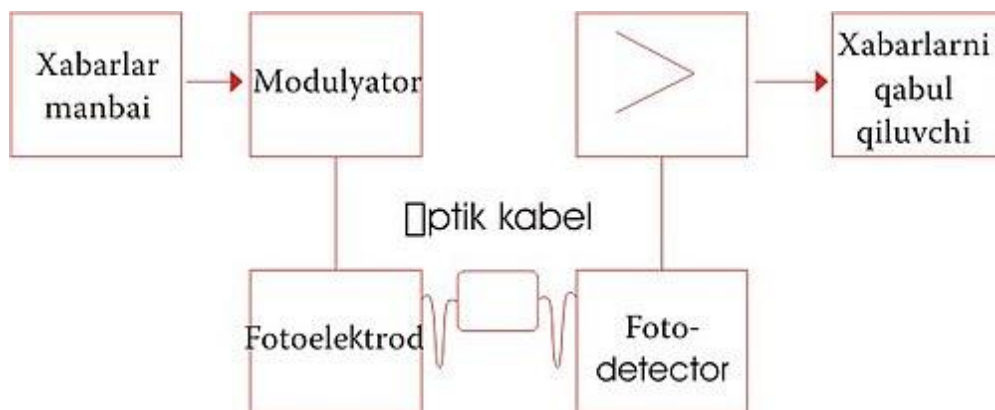 Xabarlar
manbai
Modulyator
Xabarlarni
qabul
qiluvchi
▯ptik kabel
Fotoelektrod
Foto-
detector